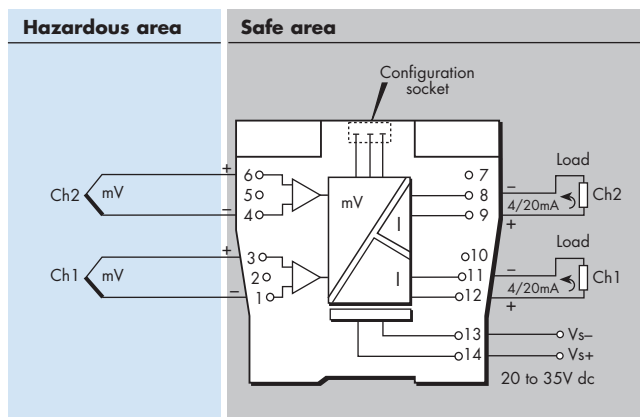 Hazardous area
Safe area
Configuration
socket
+
6
7
Load
Ch2
mV
5
mV
8
−
Ch2
−
4
I
9
4/20mA
+
+
3
10
Load
Ch1
mV
2
I
11
−
Ch1
−
1
12
4/20mA
+
13
Vs−
14
Vs+
20 to 35V dc